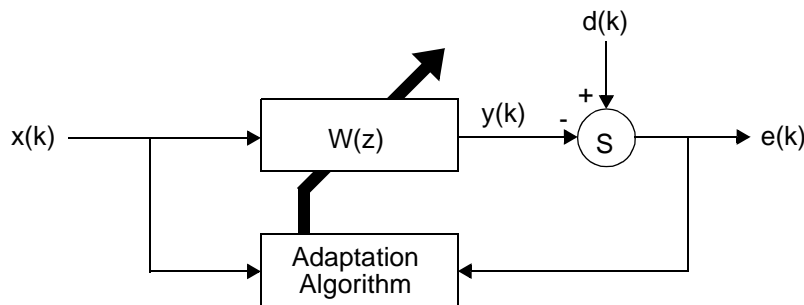 d(k)
+
x(k)
W(z)
y(k)
-
S
e(k)
Adaptation
Algorithm